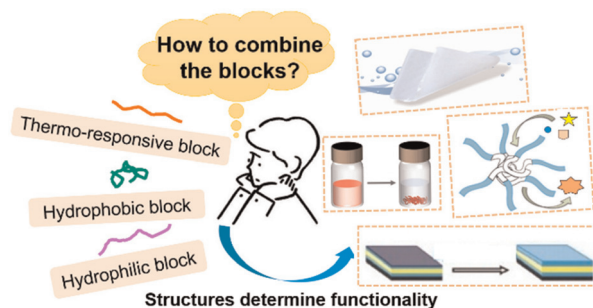 How to combine
the blocks?
Thermo-responsive block
Hydrophobic block
Hydrophilic block
Structures determine functionality